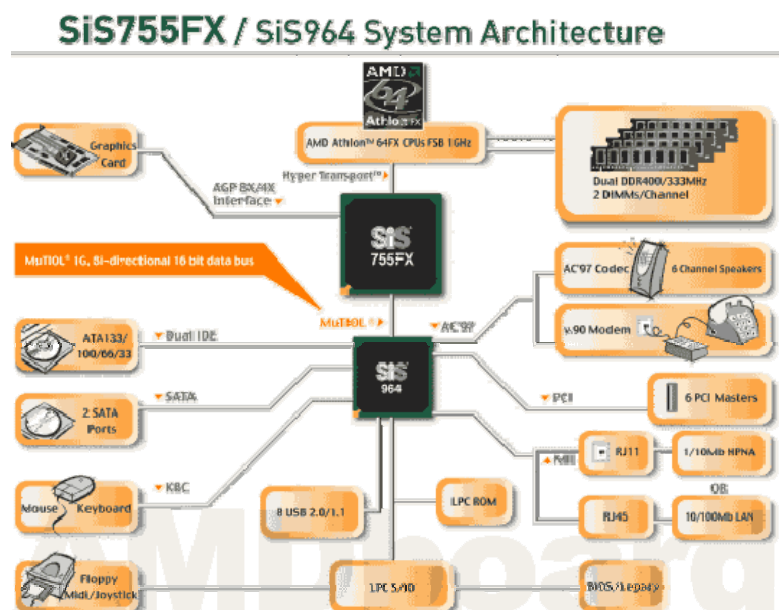 SiS755FX / SiS964 System Architecture
AMD
64
Athlon FX
AMD Athlon™ 64FX CPUs FSB 1GHz
Graphics
Card
Hyper Transport™
AGP 8X/4X
Interface
Dual DDR400/333MHz
2 DIMMs/Channel
SiS
755FX
MuTIOL® 1G, Bi-directional 16 bit data bus
MuTIOL®
AC'97 Codec
6 Channel Speakers
v.90 Modem
AC'97
ATA133/
100/66/33
Dual IDE
SiS
964
SATA
2 SATA
Ports
PCI
6 PCI Masters
MII
RJ11
1/10Mb HPNA
OR
RJ45
10/100Mb LAN
KBC
Mouse
Keyboard
8 USB 2.0/1.1
LPC ROM
Floppy
Midi/Joystick
LPC S/IO
BIOS/Legacy
AMDboard